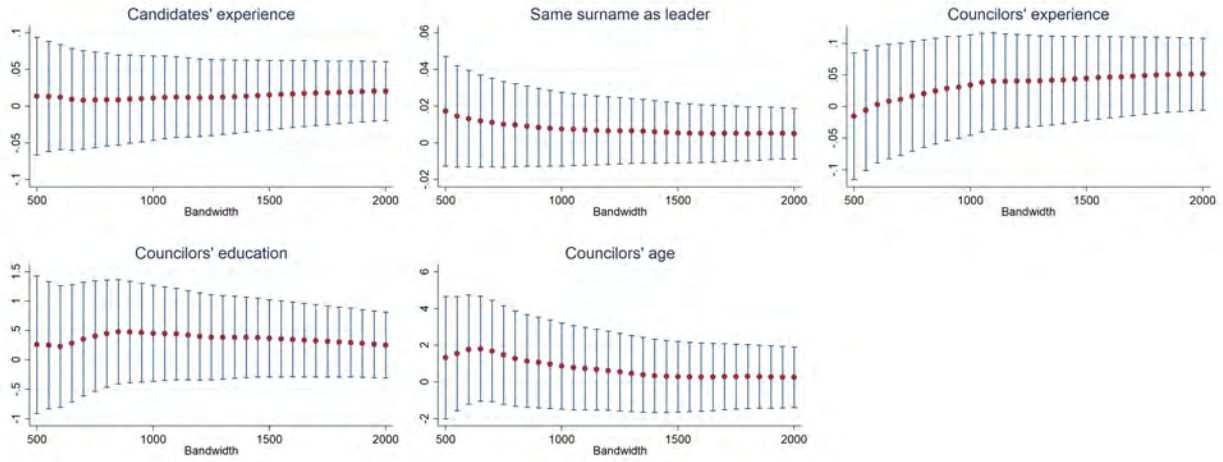 Candidates' experience
.1
.05
0
-.05
-.1
500 1000 1500 2000
Bandwidth
Same surname as leader
.06
.04
.02
0
-.02
500 1000 1500 2000
Bandwidth
Councilors' experience
.1
.05
0
-.05
-.1
500 1000 1500 2000
Bandwidth
Councilors' education
1.5
1
.5
0
-.5
-1
500 1000 1500 2000
Bandwidth
Councilors' age
6
4
2
0
-2
500 1000 1500 2000
Bandwidth